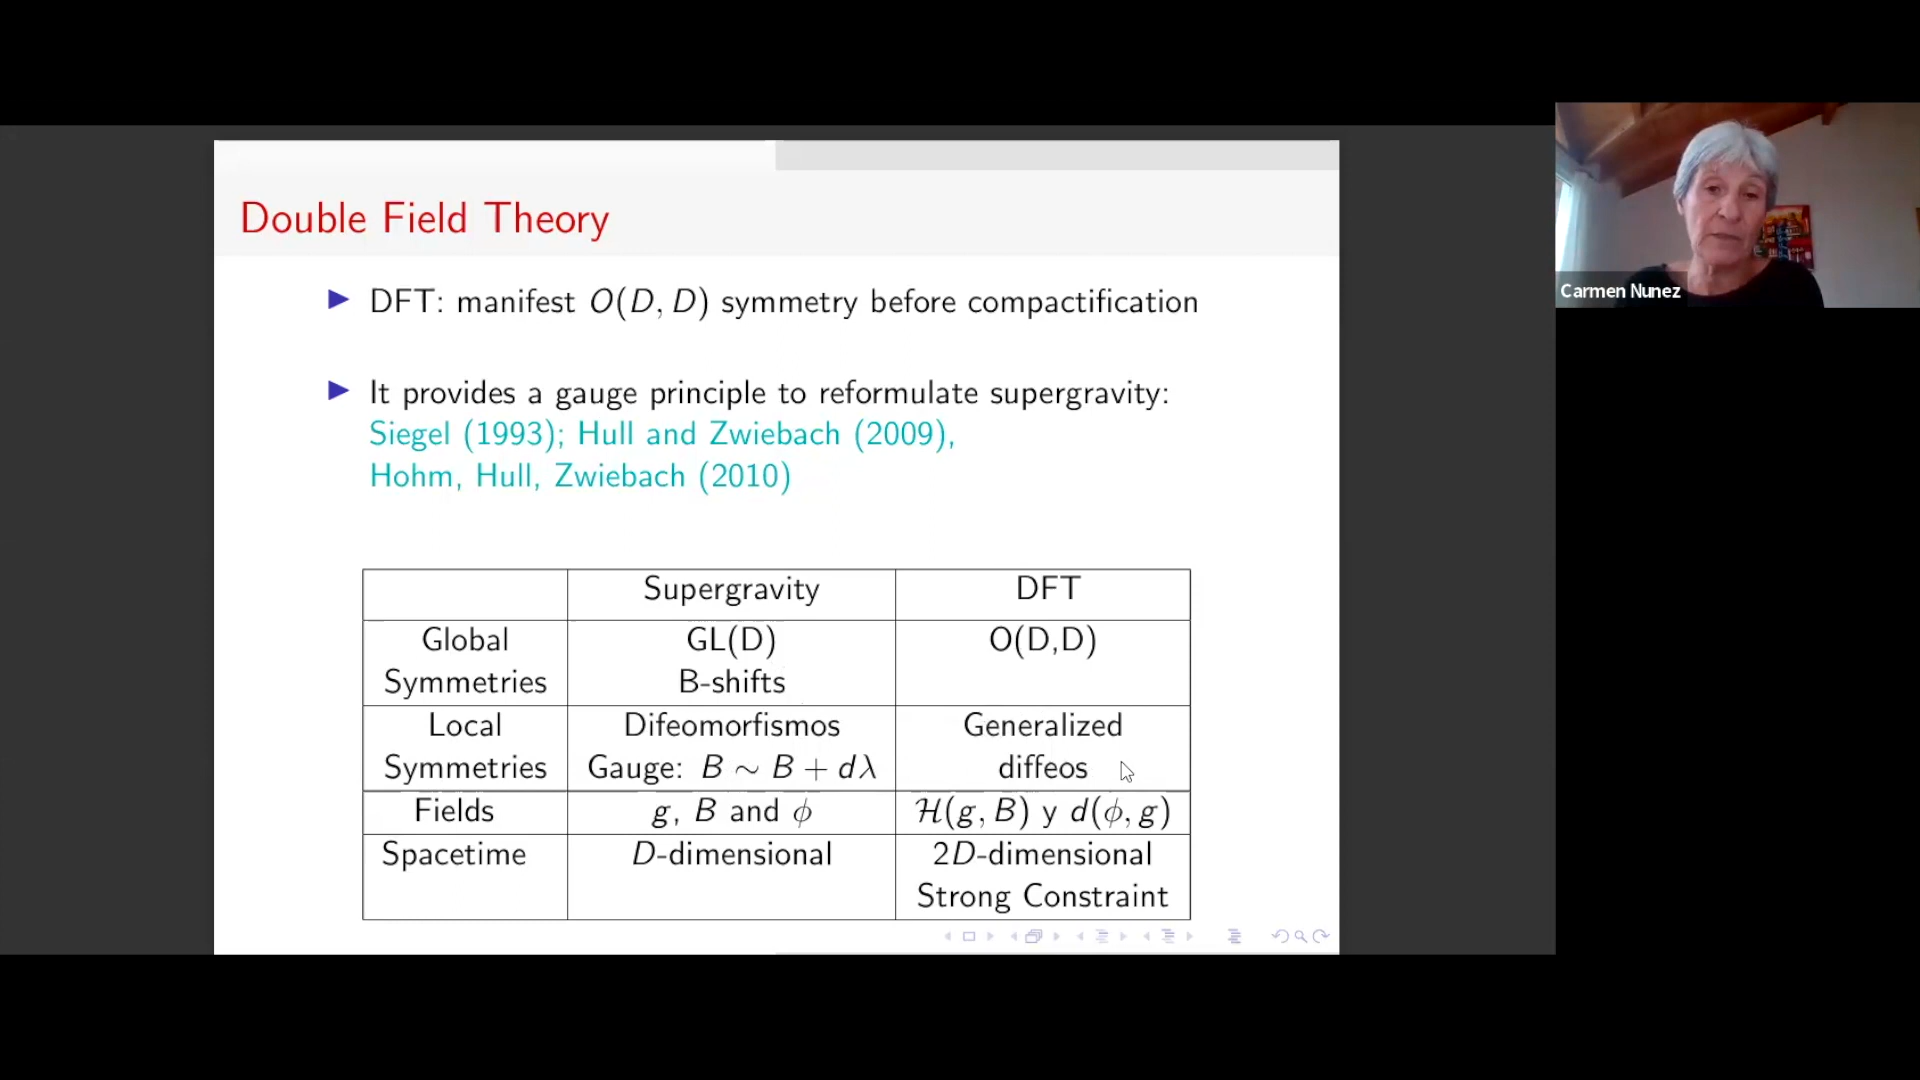 Double Field Theory
DFT: manifest O(D, D) symmetry before compactification
It provides a gauge principle to reformulate supergravity:
Siegel (1993); Hull and Zwiebach (2009),
Hohm, Hull, Zwiebach (2010)
Supergravity DFT
Global GL(D) O(D,D)
Symmetries B-shifts
Local Difeomorfismos Generalized
Symmetries Gauge: B ∼ B + dλ diffeos
Fields g, B and ϕ ℋ(g, B) y d(ϕ, g)
Spacetime D-dimensional 2D-dimensional
Strong Constraint
Carmen Nunez